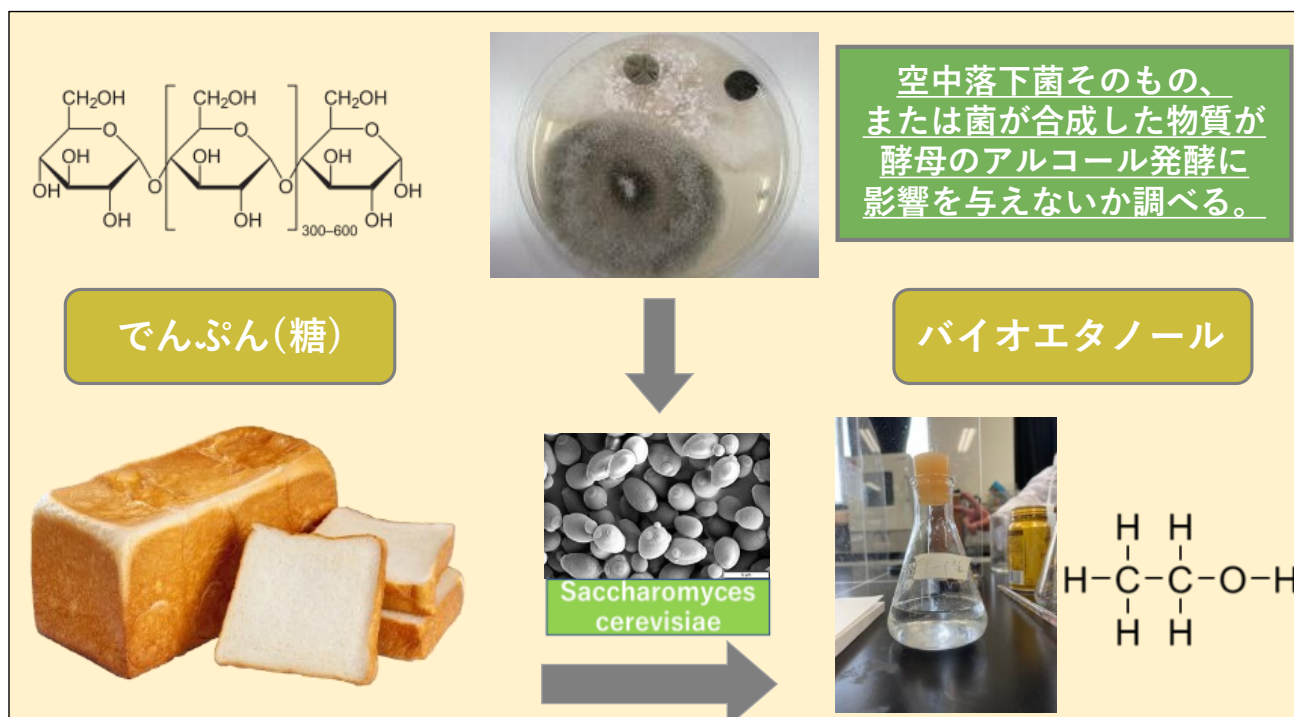 CH₂OH CH₂OH CH₂OH
O O O
OH OH OH
OH O O OH
OH OH OH
300–600
空中落下菌そのもの、
または菌が合成した物質が
酵母のアルコール発酵に
影響を与えないか調べる。
でんぷん(糖)
バイオエタノール
Saccharomyces
cerevisiae
H H
H–C–C–O–H
H H